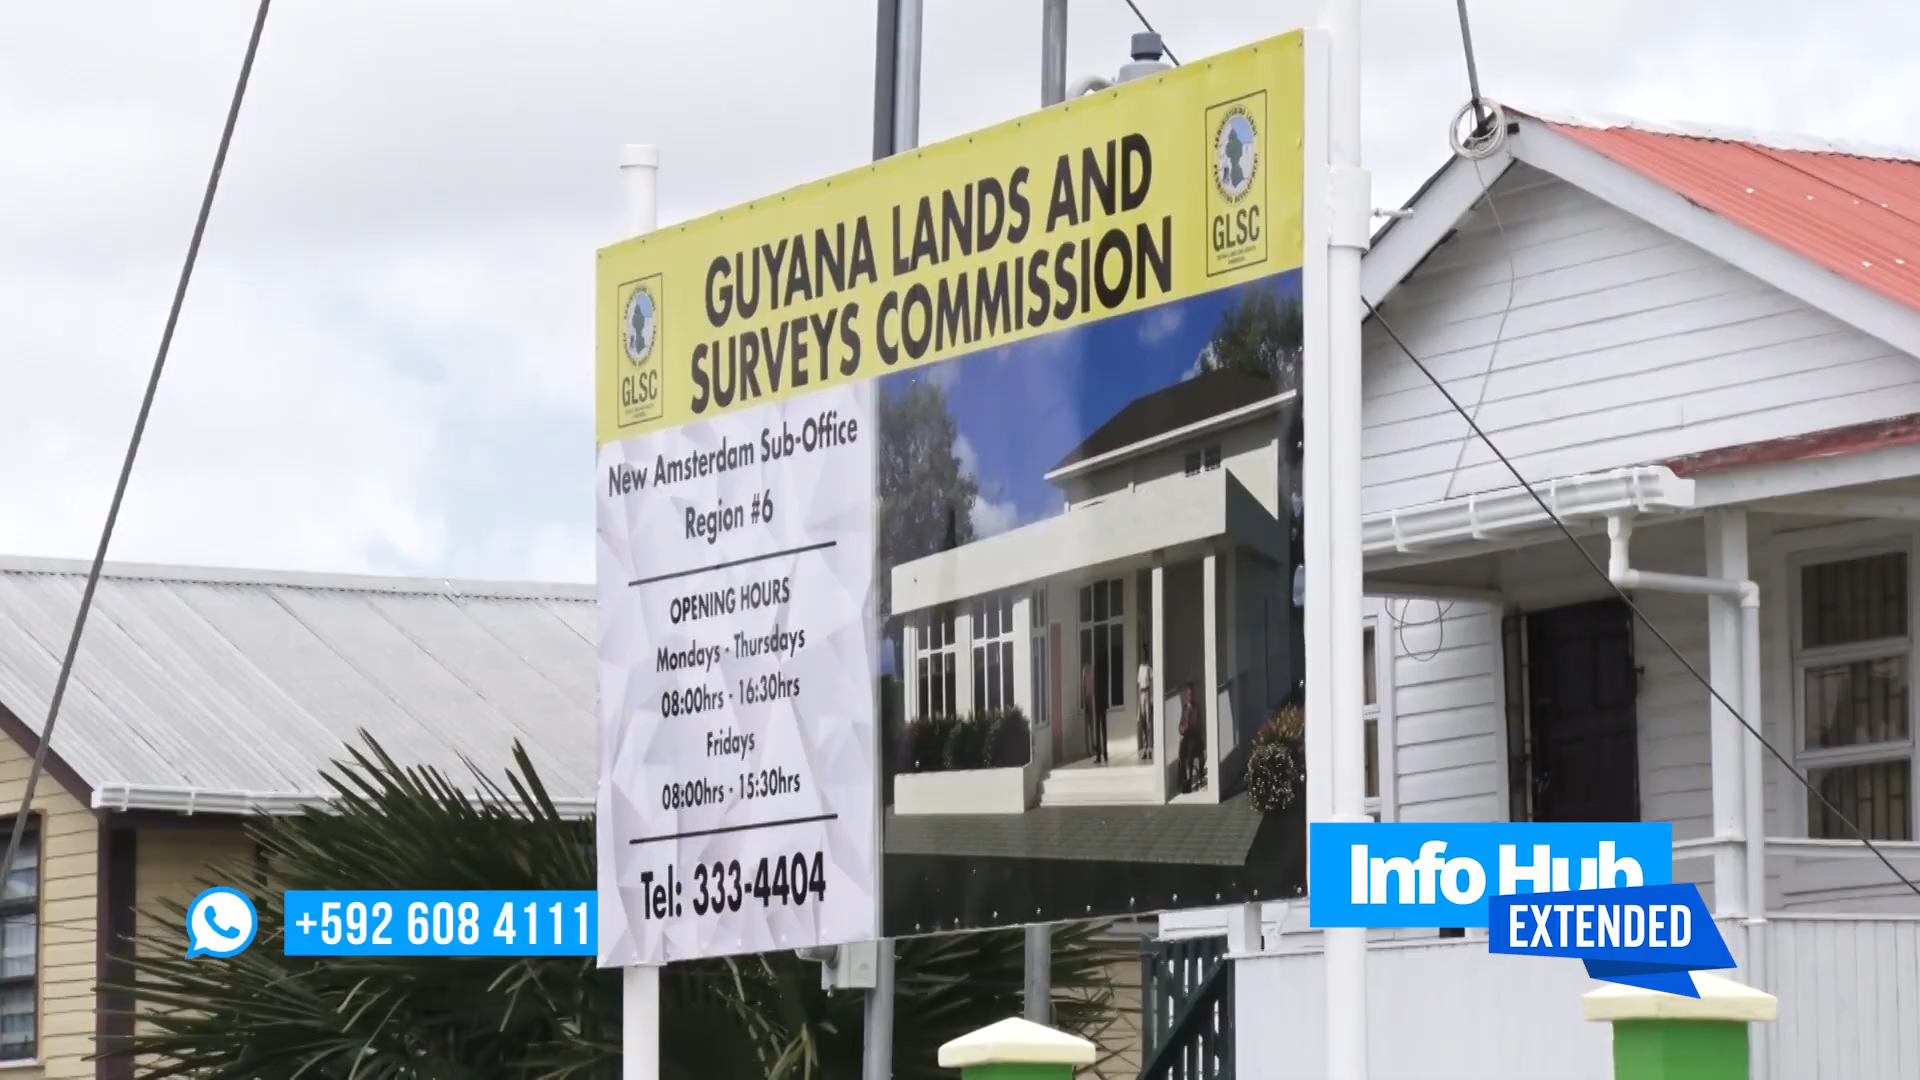 GUYANA LANDS AND
SURVEYS COMMISSION
GLSC
GLSC
New Amsterdam Sub-Office
Region #6
OPENING HOURS
Mondays - Thursdays
08:00hrs - 16:30hrs
Fridays
08:00hrs - 15:30hrs
Tel: 333-4404
+592 608 4111
Info Hub
EXTENDED